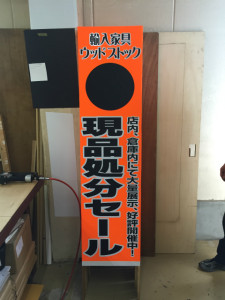 輸入家具
ウッドストック
現品処分セール
店内、倉庫内にて大量展示、好評開催中!